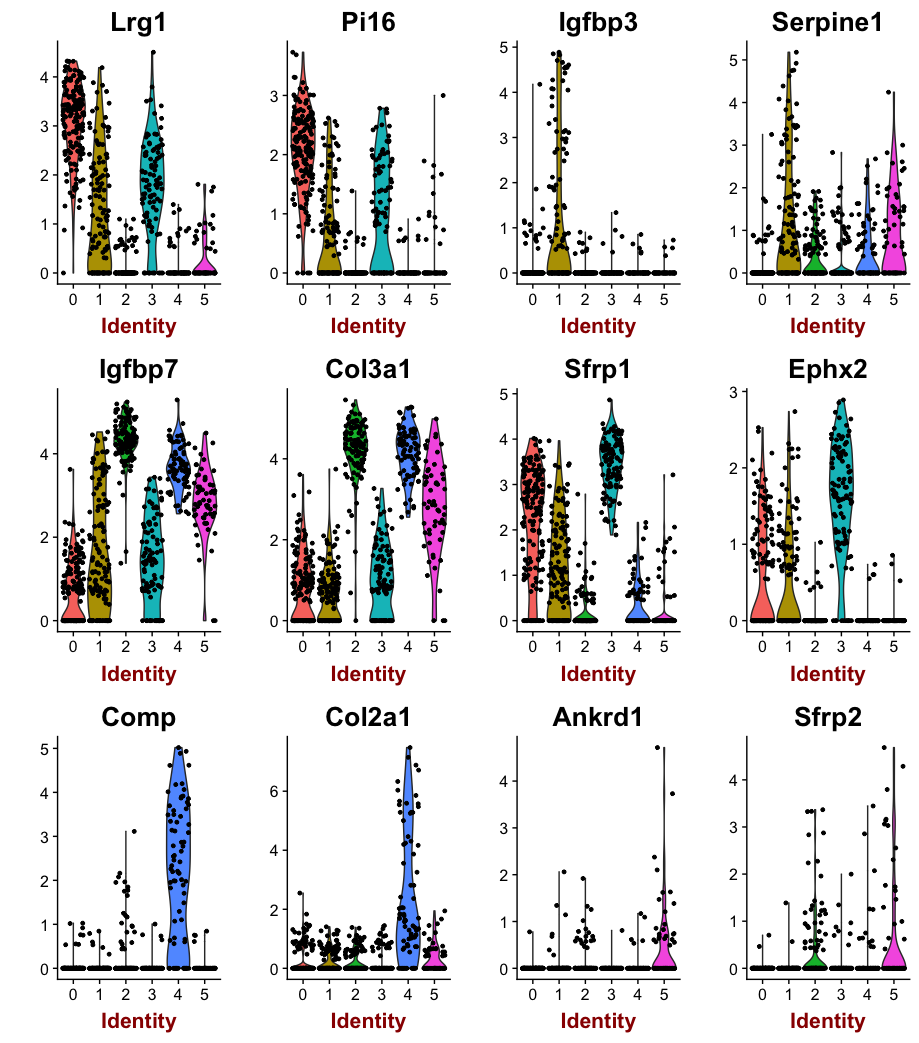 Lrg1 Pi16 Igfbp3 Serpine1
4 3 2 1 0
3 2 1 0
5 4 3 2 1 0
5 4 3 2 1 0
0 1 2 3 4 5 0 1 2 3 4 5 0 1 2 3 4 5 0 1 2 3 4 5
Identity Identity Identity Identity
Igfbp7 Col3a1 Sfrp1 Ephx2
4 2 0
4 2 0
5 4 3 2 1 0
3 2 1 0
0 1 2 3 4 5 0 1 2 3 4 5 0 1 2 3 4 5 0 1 2 3 4 5
Identity Identity Identity Identity
Comp Col2a1 Ankrd1 Sfrp2
5 4 3 2 1 0
6 4 2 0
4 3 2 1 0
4 3 2 1 0
0 1 2 3 4 5 0 1 2 3 4 5 0 1 2 3 4 5 0 1 2 3 4 5
Identity Identity Identity Identity